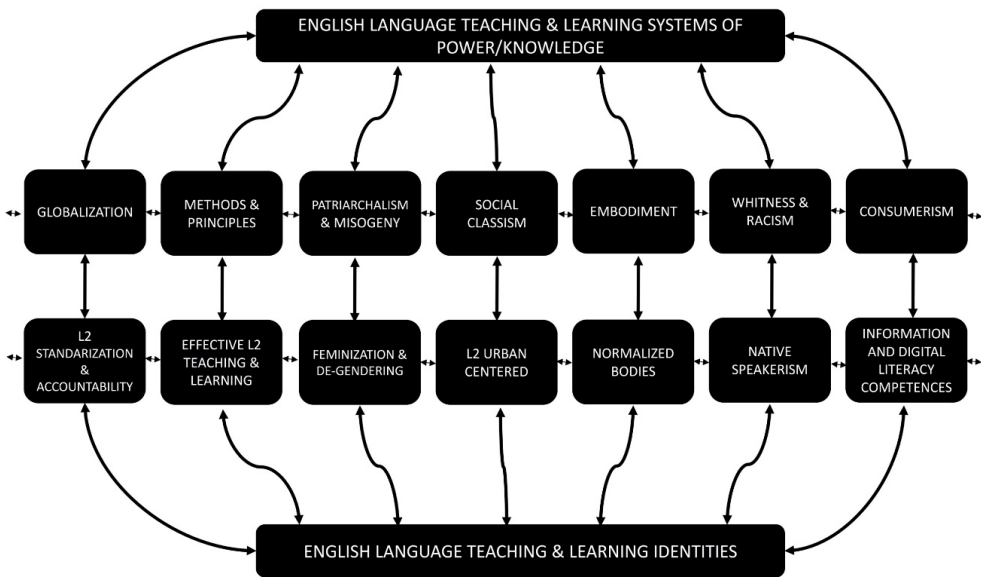 ENGLISH LANGUAGE TEACHING & LEARNING SYSTEMS OF
POWER/KNOWLEDGE
GLOBALIZATION
METHODS &
PRINCIPLES
PATRIARCHALISM
& MISOGENY
SOCIAL
CLASSISM
EMBODIMENT
WHITNESS &
RACISM
CONSUMERISM
L2
STANDARIZATION
&
ACCOUNTABILITY
EFFECTIVE L2
TEACHING &
LEARNING
FEMINIZATION &
DE-GENDERING
L2 URBAN
CENTERED
NORMALIZED
BODIES
NATIVE
SPEAKERISM
INFORMATION
AND DIGITAL
LITERACY
COMPETENCES
ENGLISH LANGUAGE TEACHING & LEARNING IDENTITIES